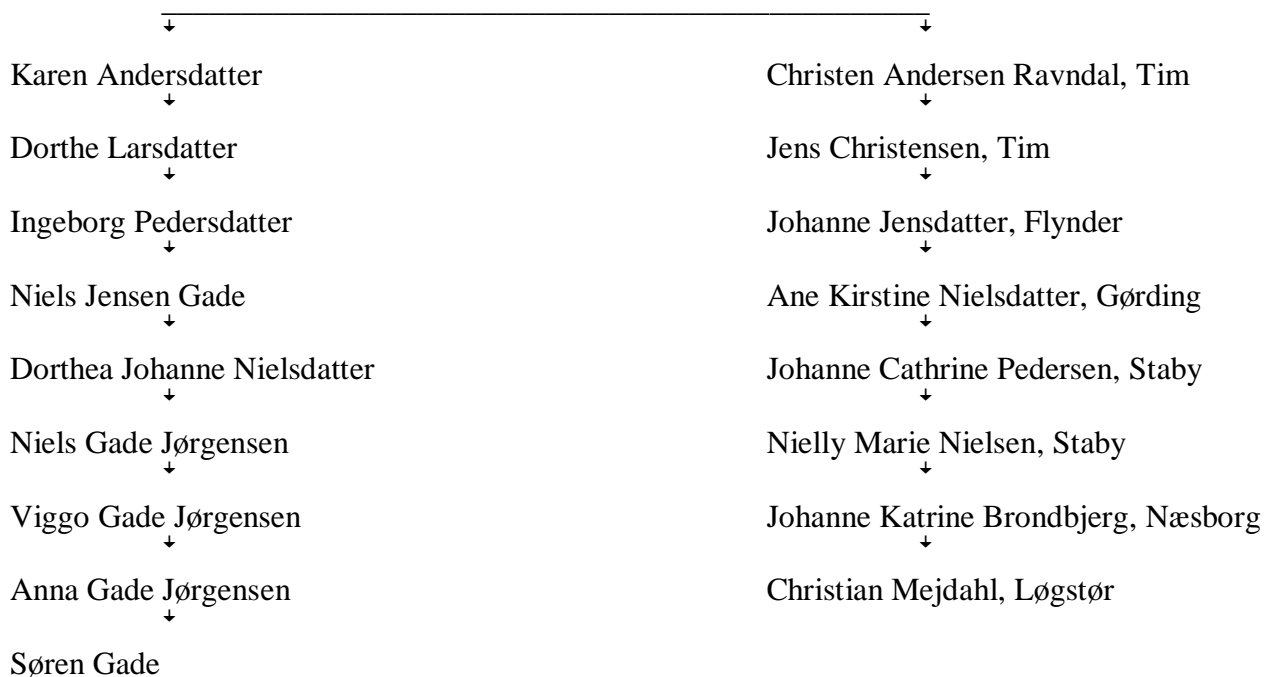 Karen Andersdatter Christen Andersen Ravndal, Tim
Dorthe Larsdatter Jens Christensen, Tim
Ingeborg Pedersdatter Johanne Jensdatter, Flynder
Niels Jensen Gade Ane Kirstine Nielsdatter, Gørding
Dorthea Johanne Nielsdatter Johanne Cathrine Pedersen, Staby
Niels Gade Jørgensen Nielly Marie Nielsen, Staby
Viggo Gade Jørgensen Johanne Katrine Brondbjerg, Næsborg
Anna Gade Jørgensen Christian Mejdahl, Løgstør
Søren Gade